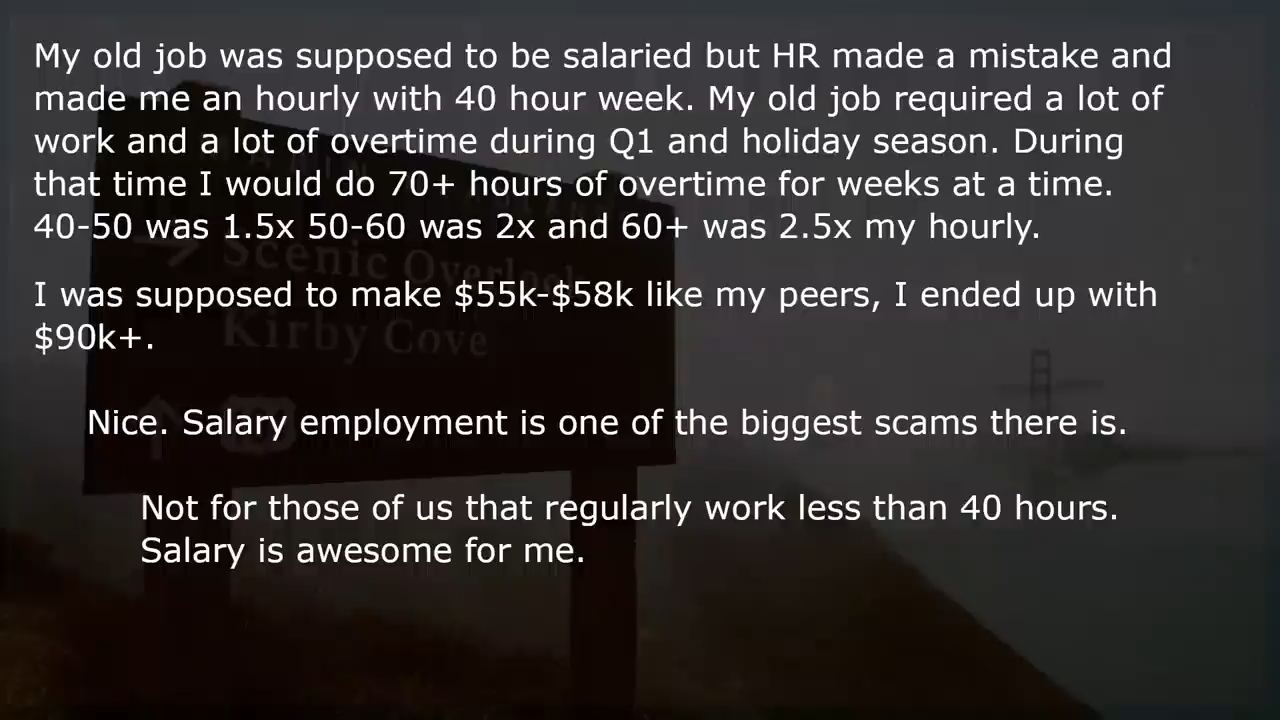 My old job was supposed to be salaried but HR made a mistake and
made me an hourly with 40 hour week. My old job required a lot of
work and a lot of overtime during Q1 and holiday season. During
that time I would do 70+ hours of overtime for weeks at a time.
40-50 was 1.5x 50-60 was 2x and 60+ was 2.5x my hourly.
Scenic Overlook
I was supposed to make $55k-$58k like my peers, I ended up with
$90k+.
Kirby Cove
Nice. Salary employment is one of the biggest scams there is.
Not for those of us that regularly work less than 40 hours.
Salary is awesome for me.